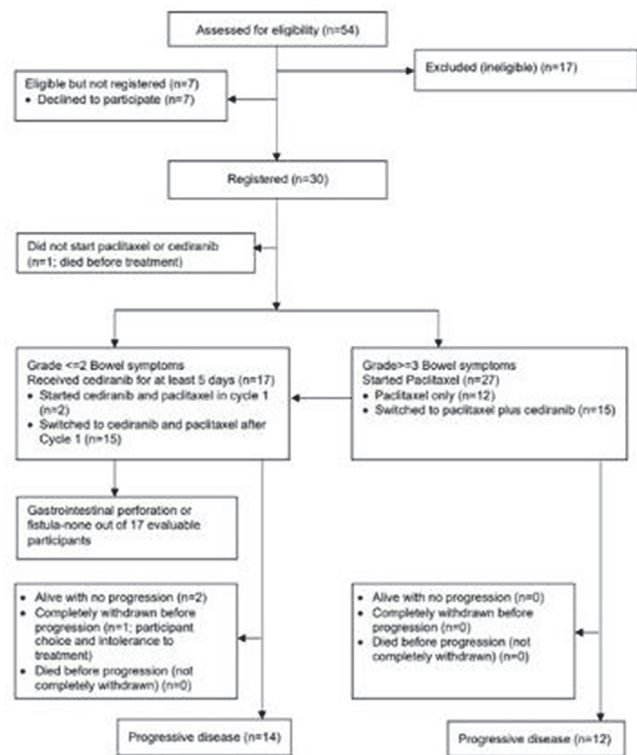 Assessed for eligibility (n=54)
Excluded (ineligible) (n=17)
Eligible but not registered (n=7)
• Declined to participate (n=7)
Registered (n=30)
Did not start paclitaxel or cediranib
(n=1; died before treatment)
Grade <=2 Bowel symptoms
Received cediranib for at least 5 days (n=17)
• Started cediranib and paclitaxel in cycle 1
(n=2)
• Switched to cediranib and paclitaxel after
Cycle 1 (n=15)
Grade>=3 Bowel symptoms
Started Paclitaxel (n=27)
• Paclitaxel only (n=12)
• Switched to paclitaxel plus cediranib (n=15)
Gastrointestinal perforation or
fistula-none out of 17 evaluable
participants
• Alive with no progression (n=2)
• Completely withdrawn before
progression (n=1; participant
choice and intolerance to
treatment)
• Died before progression (not
completely withdrawn) (n=0)
• Alive with no progression (n=0)
• Completely withdrawn before
progression (n=0)
• Died before progression (not
completely withdrawn) (n=0)
Progressive disease (n=14)
Progressive disease (n=12)